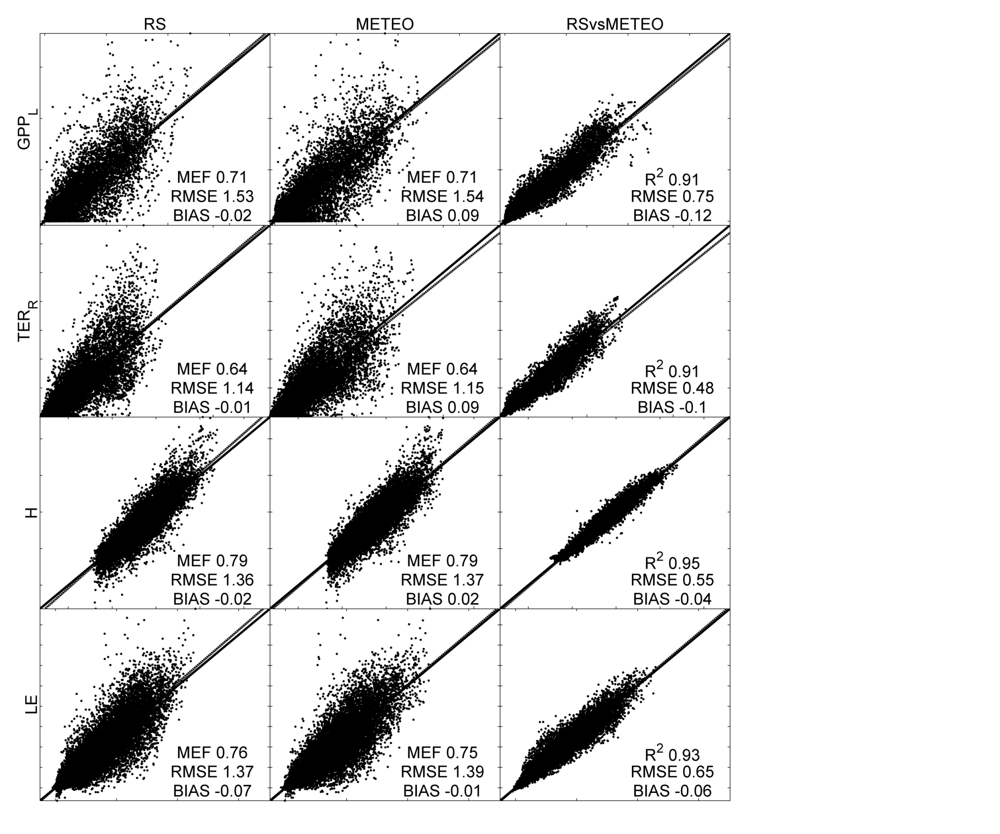 RS METEO RSvsMETEO
GPP_L
MEF 0.71
RMSE 1.53
BIAS -0.02
MEF 0.71
RMSE 1.54
BIAS 0.09
R² 0.91
RMSE 0.75
BIAS -0.12
TER_R
MEF 0.64
RMSE 1.14
BIAS -0.01
MEF 0.64
RMSE 1.15
BIAS 0.09
R² 0.91
RMSE 0.48
BIAS -0.1
H
MEF 0.79
RMSE 1.36
BIAS -0.02
MEF 0.79
RMSE 1.37
BIAS 0.02
R² 0.95
RMSE 0.55
BIAS -0.04
LE
MEF 0.76
RMSE 1.37
BIAS -0.07
MEF 0.75
RMSE 1.39
BIAS -0.01
R² 0.93
RMSE 0.65
BIAS -0.06